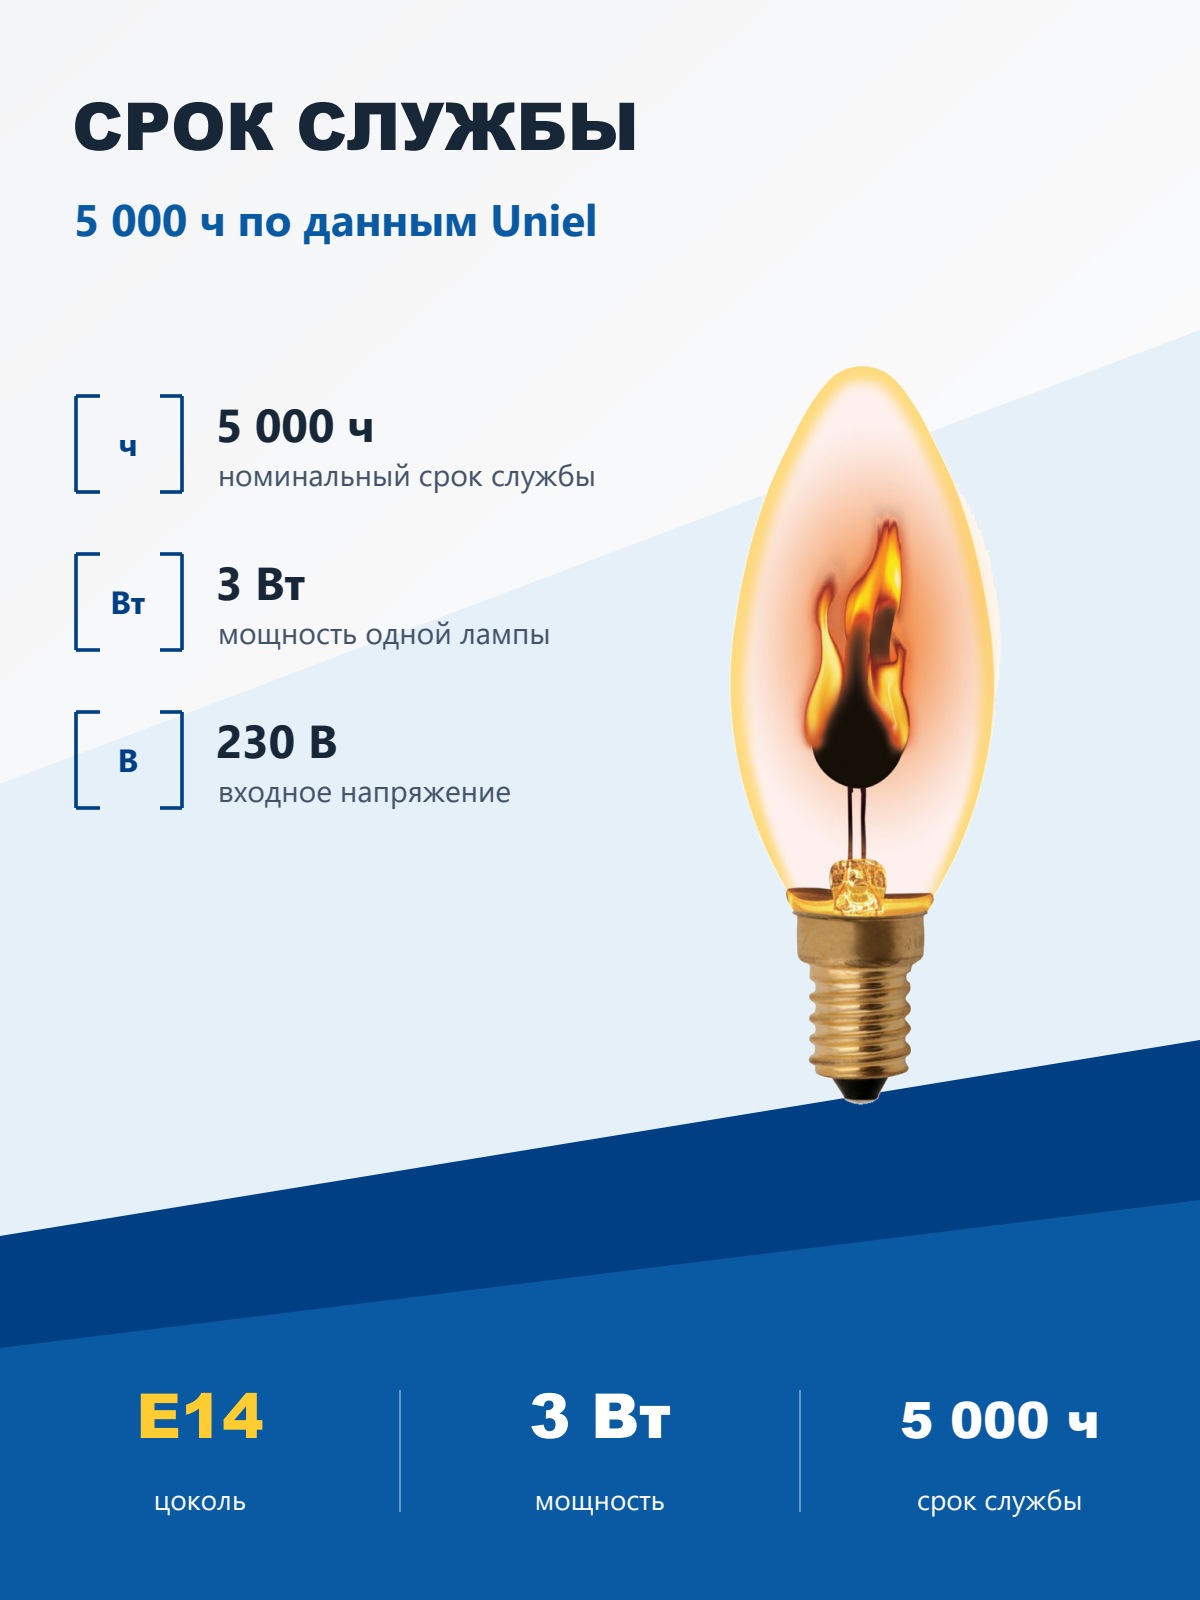 СРОК СЛУЖБЫ
5 000 ч по данным Uniel
ч
5 000 ч
номинальный срок службы
Вт
3 Вт
мощность одной лампы
В
230 В
входное напряжение
E14
цоколь
3 Вт
мощность
5 000 ч
срок службы